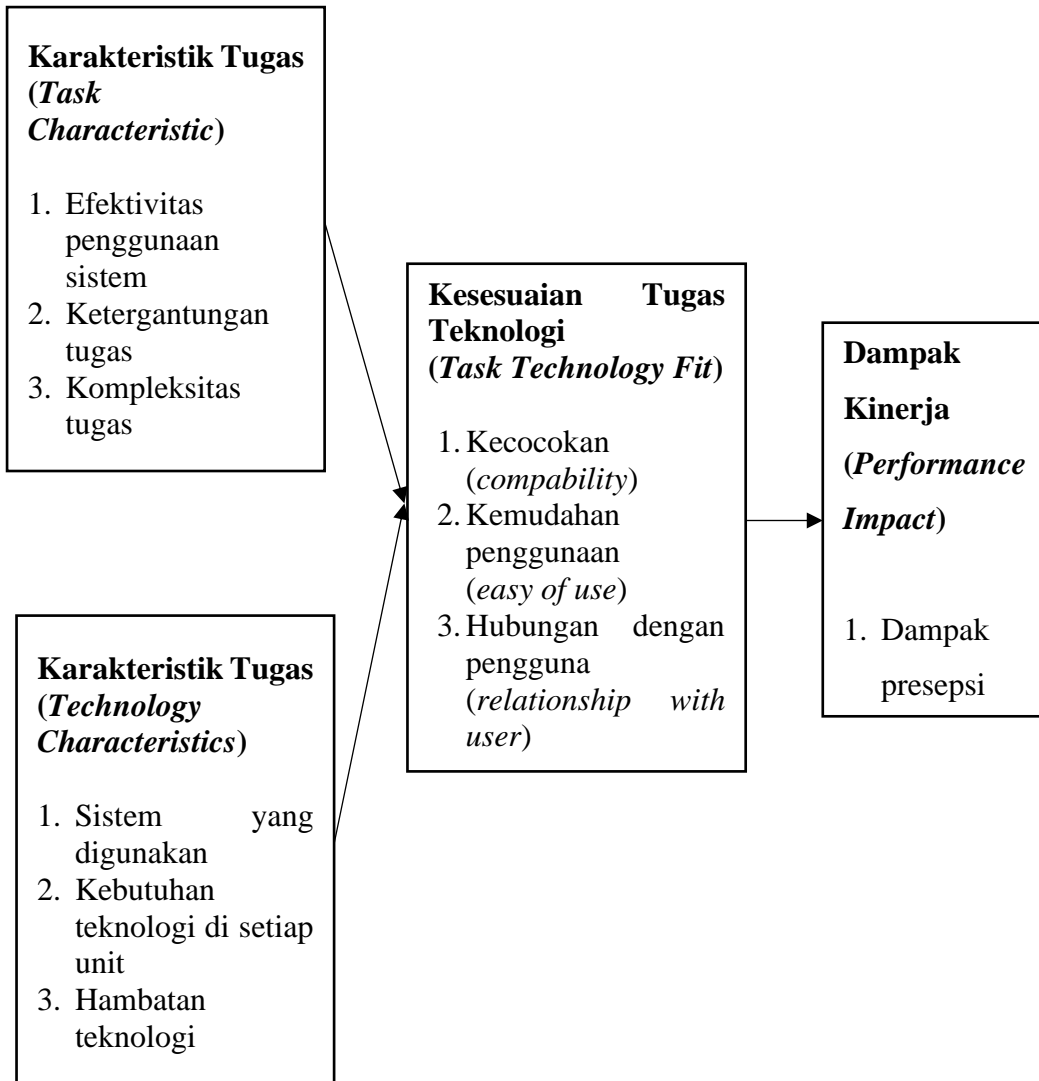 Karakteristik Tugas
(Task
Characteristic)
1. Efektivitas
penggunaan
sistem
2. Ketergantungan
tugas
3. Kompleksitas
tugas
Karakteristik Tugas
(Technology
Characteristics)
1. Sistem yang
digunakan
2. Kebutuhan
teknologi di setiap
unit
3. Hambatan
teknologi
Kesesuaian Tugas
Teknologi
(Task Technology Fit)
1. Kecocokan
(compability)
2. Kemudahan
penggunaan
(easy of use)
3. Hubungan dengan
pengguna
(relationship with
user)
Dampak
Kinerja
(Performance
Impact)
1. Dampak
presepsi